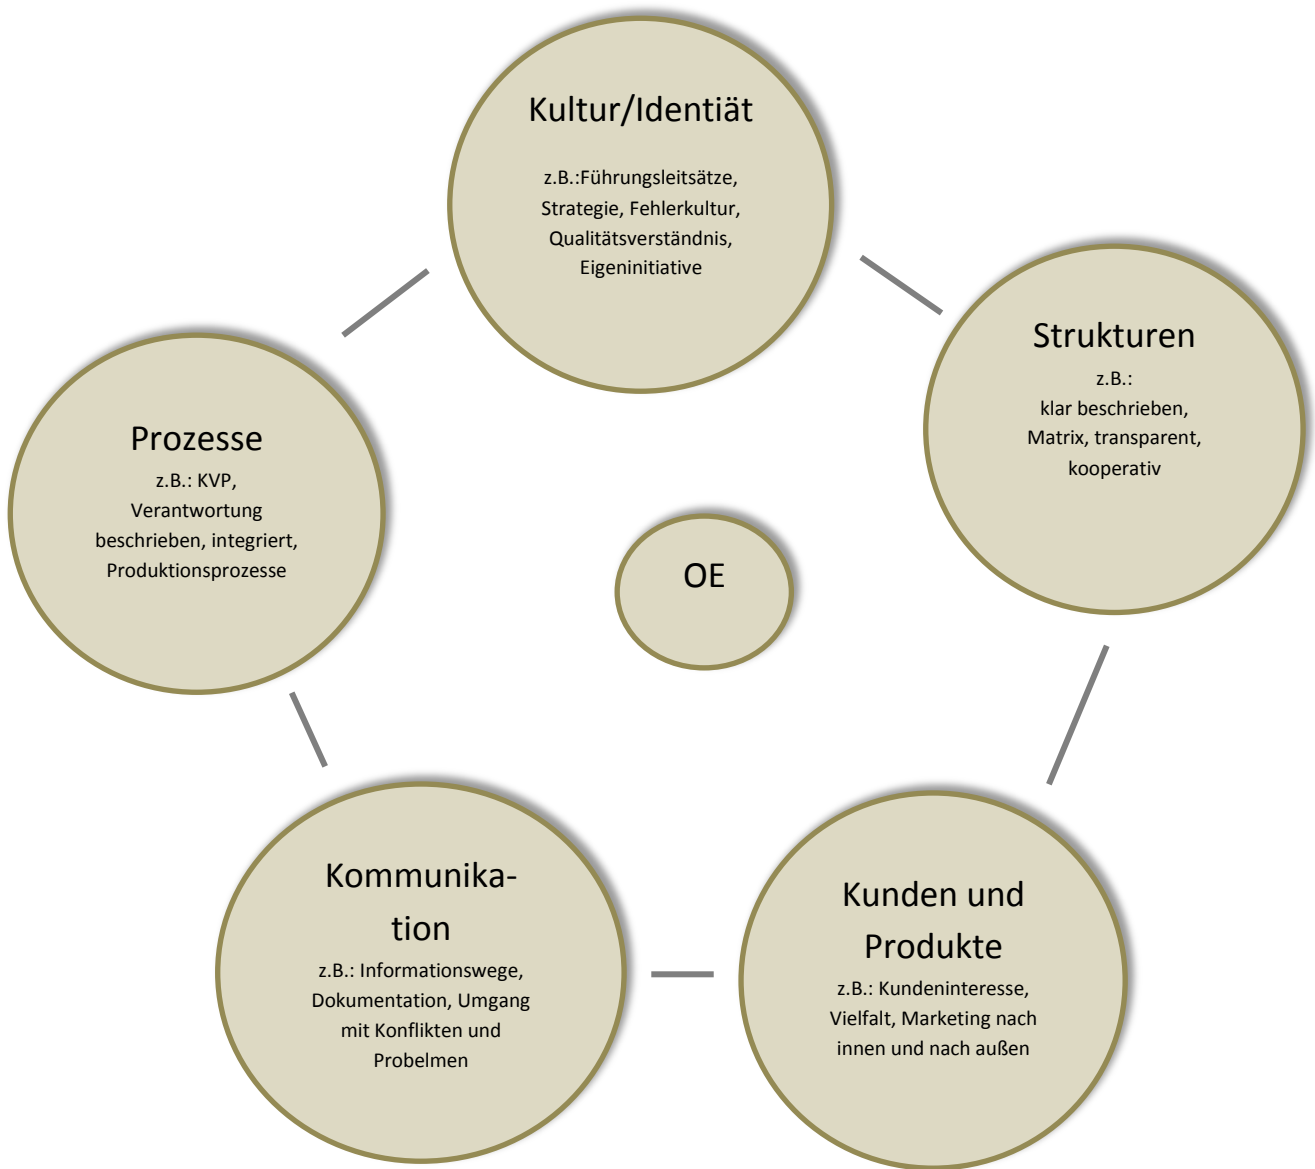 Kultur/Identiät
z.B.:Führungsleitsätze,
Strategie, Fehlerkultur,
Qualitätsverständnis,
Eigeninitiative
Strukturen
z.B.:
klar beschrieben,
Matrix, transparent,
kooperativ
Prozesse
z.B.: KVP,
Verantwortung
beschrieben, integriert,
Produktionsprozesse
OE
Kommunika-
tion
z.B.: Informationswege,
Dokumentation, Umgang
mit Konflikten und
Probelmen
Kunden und
Produkte
z.B.: Kundeninteresse,
Vielfalt, Marketing nach
innen und nach außen